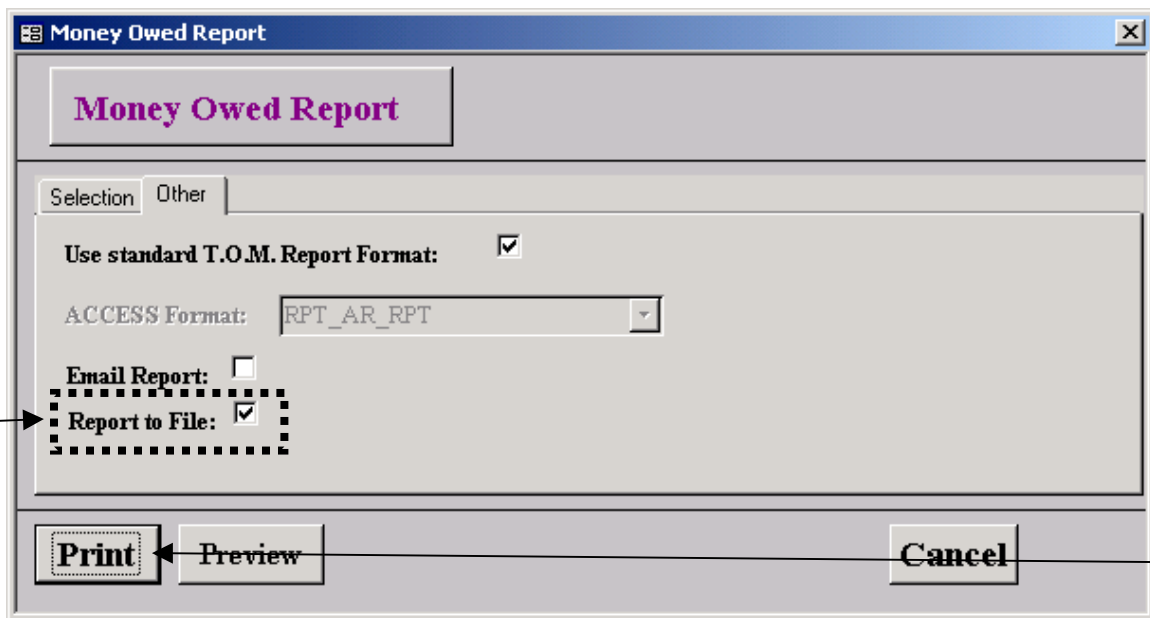 Money Owed Report
Money Owed Report
Selection Other
Use standard T.O.M. Report Format:
ACCESS Format: RPT_AR_RPT
Email Report:
Report to File:
Print Preview Cancel